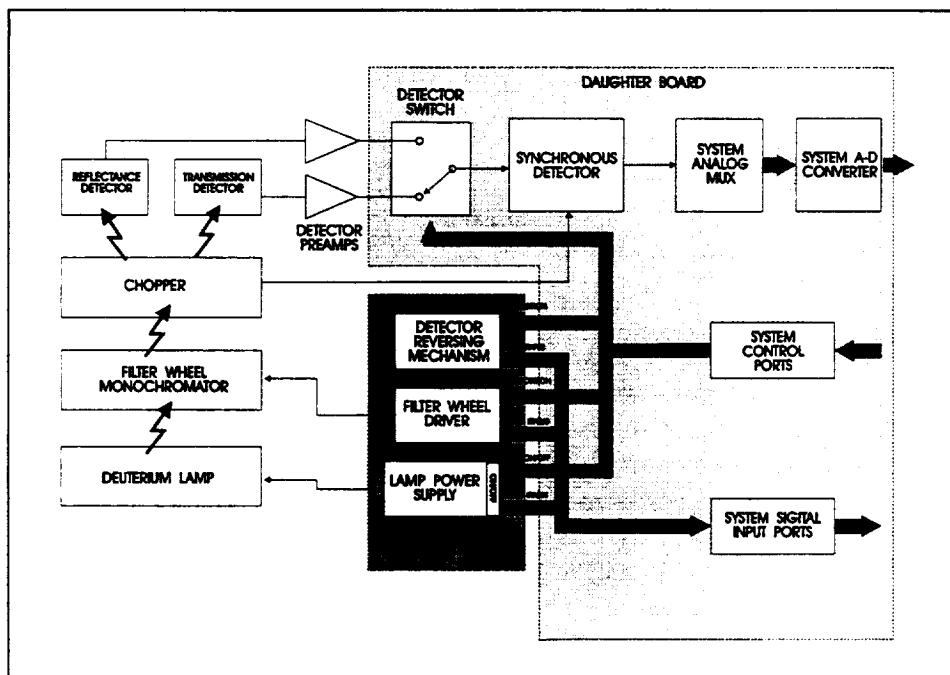 DAUGHTER BOARD
DETECTOR
SWITCH
REFLECTANCE
DETECTOR
TRANSMISSION
DETECTOR
DETECTOR
PREAMPS
SYNCHRONOUS
DETECTOR
SYSTEM
ANALOG
MUX
SYSTEM A-D
CONVERTER
CHOPPER
DETECTOR
REVERSING
MECHANISM
SYSTEM
CONTROL
PORTS
FILTER WHEEL
MONOCHROMATOR
FILTER WHEEL
DRIVER
DEUTERIUM LAMP
LAMP POWER
SUPPLY
SYSTEM SIGITAL
INPUT PORTS